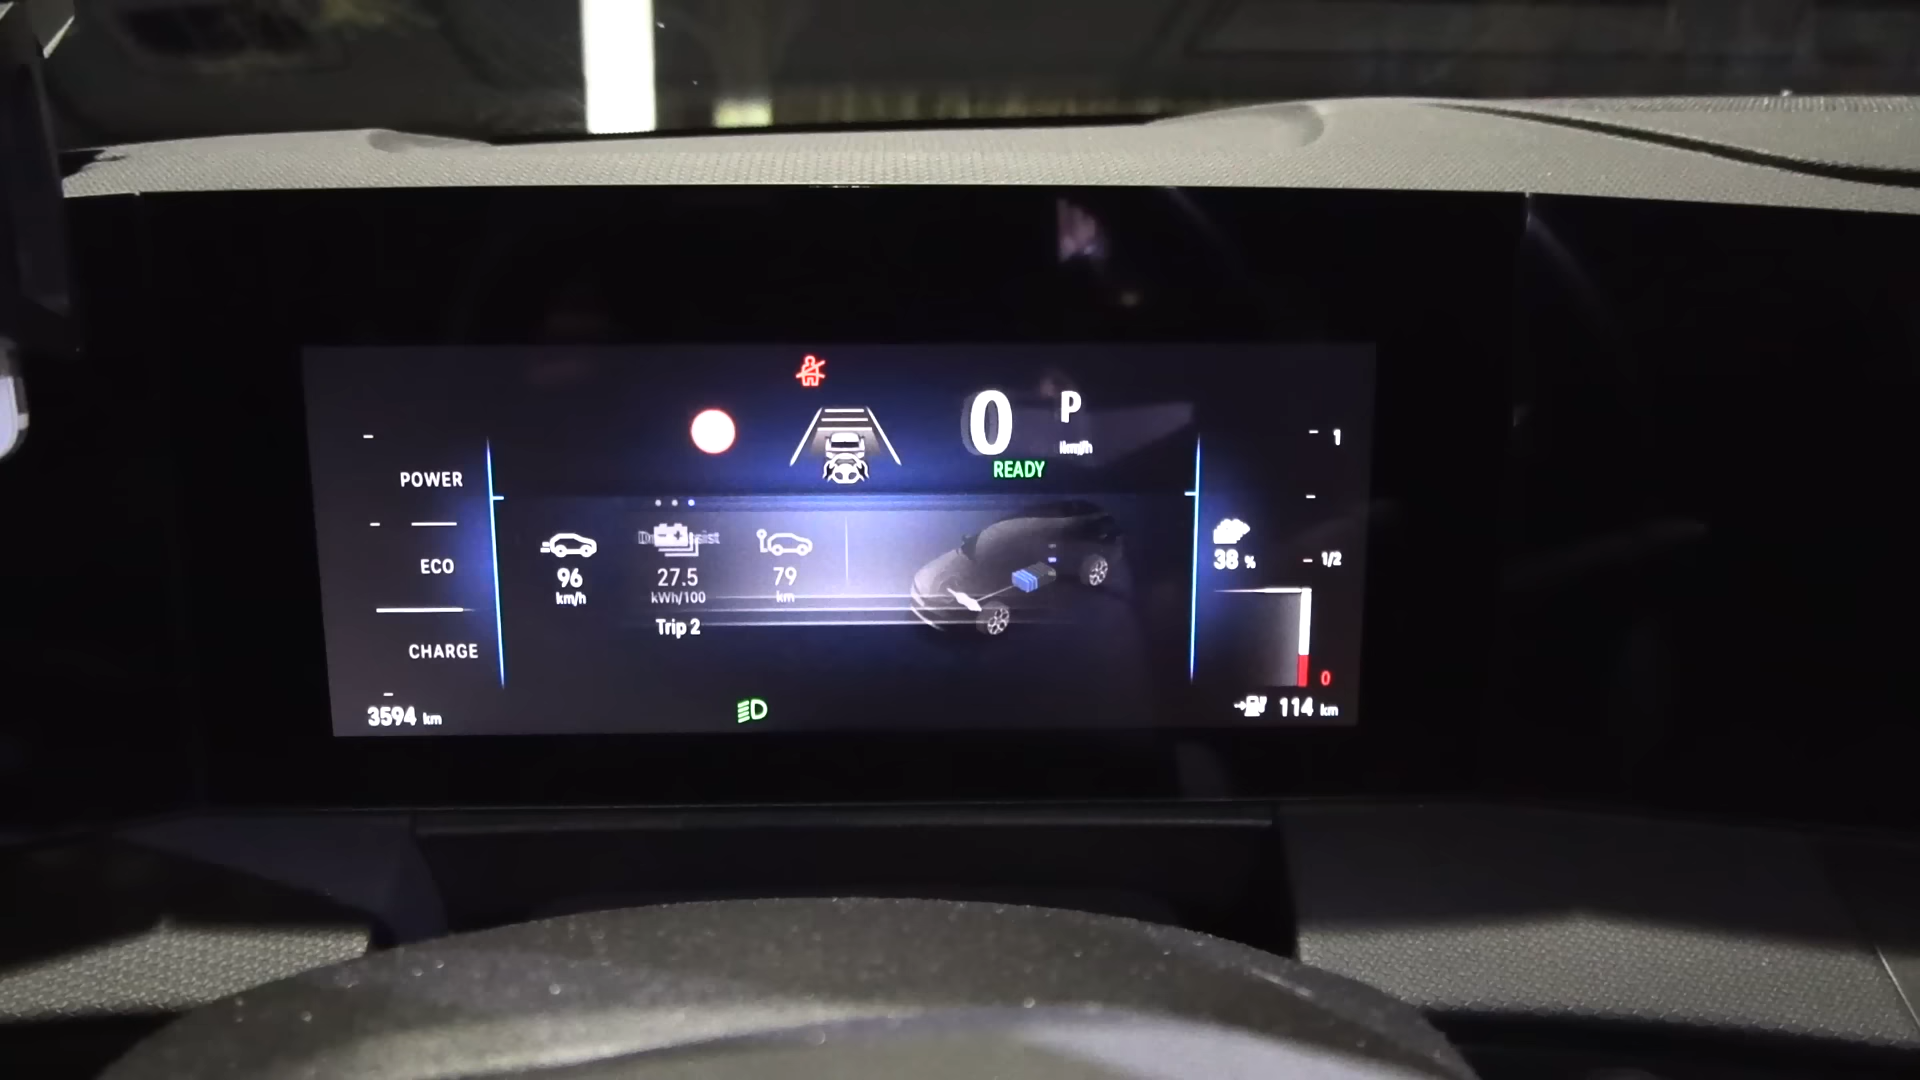 0 P
km/h
READY
1
POWER
ECO
CHARGE
96
km/h
27.5
kWh/100
79
km
Trip 2
38 %
1/2
0
3594 km
114 km